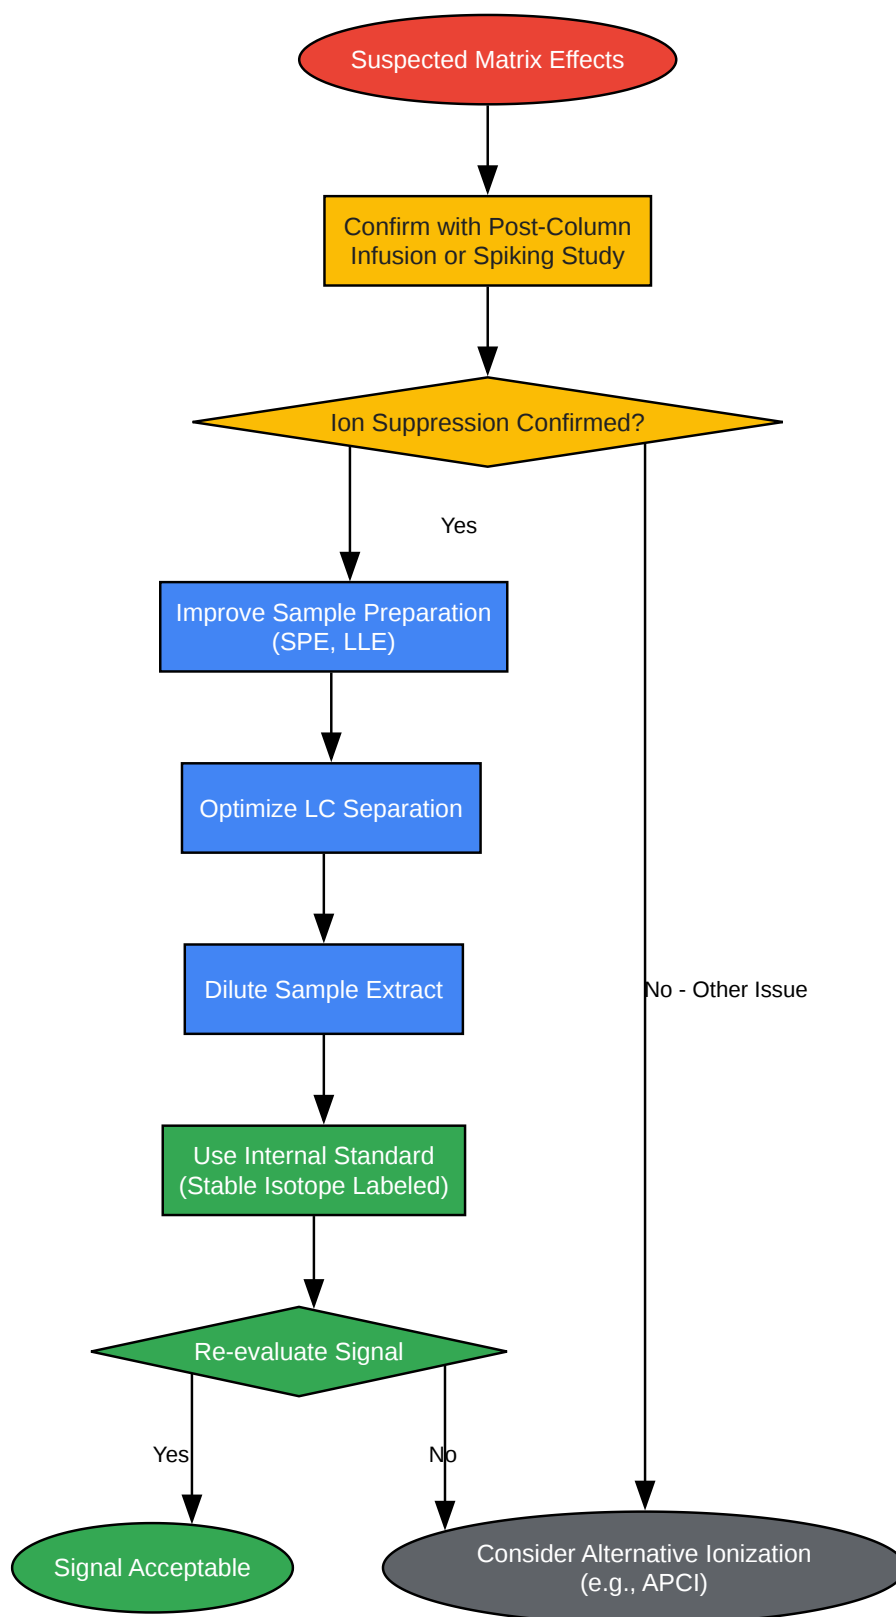 Suspected Matrix Effects
Confirm with Post-Column
Infusion or Spiking Study
Ion Suppression Confirmed?
Yes
Improve Sample Preparation
(SPE, LLE)
Optimize LC Separation
Dilute Sample Extract
No - Other Issue
Use Internal Standard
(Stable Isotope Labeled)
Re-evaluate Signal
Yes
No
Signal Acceptable
Consider Alternative Ionization
(e.g., APCI)